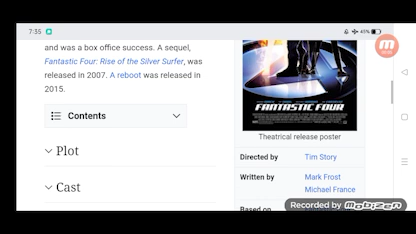 7:35
45%
and was a box office success. A sequel,
Fantastic Four: Rise of the Silver Surfer, was
released in 2007. A reboot was released in
2015.
Contents
Plot
Cast
FANTASTIC FOUR
Theatrical release poster
Directed by Tim Story
Written by Mark Frost
Michael France
Based on
Recorded by
MOBIZEN